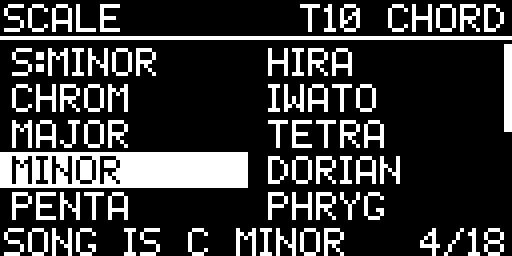 SCALE T10 CHORD
S:MINOR HIRA
CHROM IWATO
MAJOR TETRA
MINOR DORIAN
PENTA PHRYG
SONG IS C MINOR 4/18